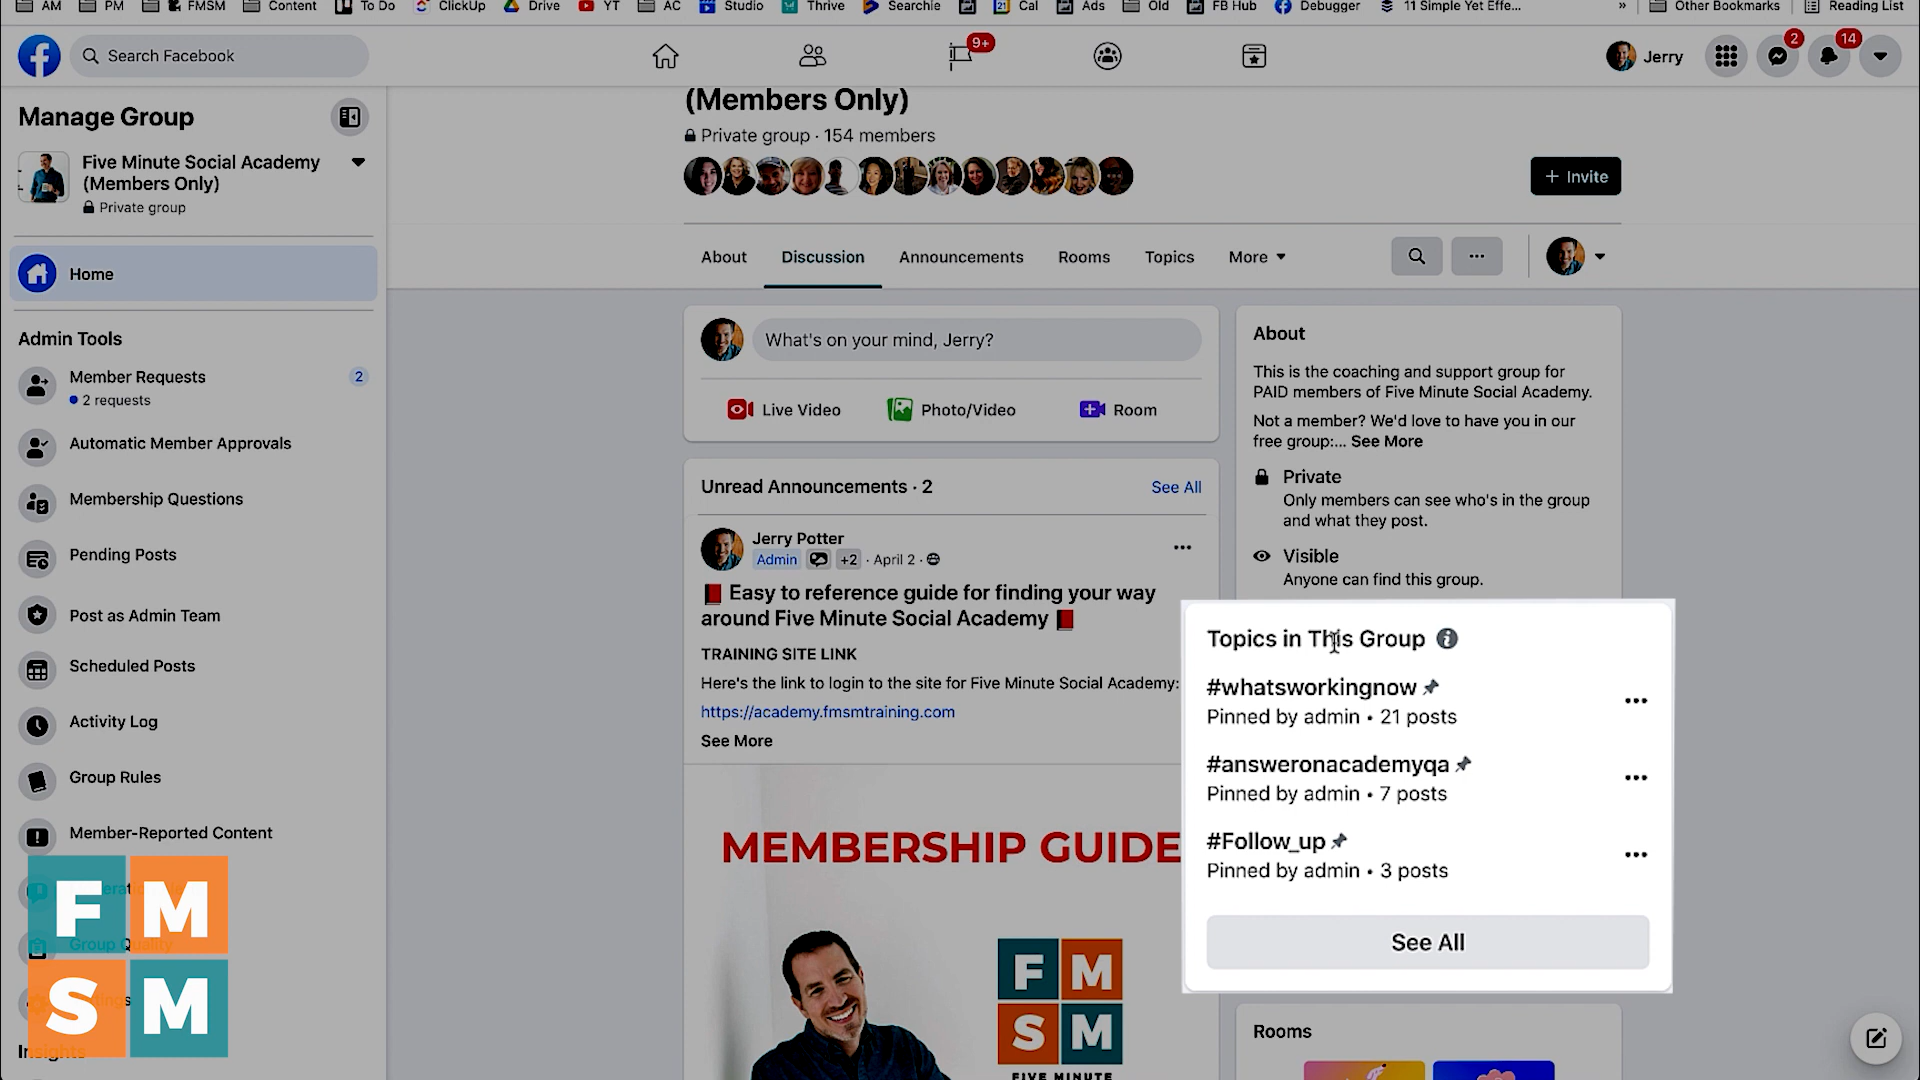 AM
PM
FMSM
Content
To Do
ClickUp
Drive
YT
AC
Studio
Thrive
Searchie
21
Cal
Ads
Old
FB Hub
Debugger
11 Simple Yet Effe...
»
Other Bookmarks
Reading List
Search Facebook
9+
Jerry
2
14
Manage Group
Five Minute Social Academy
(Members Only)
Private group
Home
Admin Tools
Member Requests
2
2 requests
Automatic Member Approvals
Membership Questions
Pending Posts
Post as Admin Team
Scheduled Posts
Activity Log
Group Rules
Member-Reported Content
Group Quality
Insights
F M
S M
(Members Only)
Private group · 154 members
+ Invite
About
Discussion
Announcements
Rooms
Topics
More
What's on your mind, Jerry?
Live Video
Photo/Video
Room
Unread Announcements · 2
See All
Jerry Potter
Admin +2 · April 2 ·
📕 Easy to reference guide for finding your way
around Five Minute Social Academy 📕
TRAINING SITE LINK
Here's the link to login to the site for Five Minute Social Academy:
https://academy.fmsmtraining.com
See More
MEMBERSHIP GUIDE
F M
S M
FIVE MINUTE
About
This is the coaching and support group for
PAID members of Five Minute Social Academy.
Not a member? We'd love to have you in our
free group:... See More
Private
Only members can see who's in the group
and what they post.
Visible
Anyone can find this group.
Topics in This Group
#whatsworkingnow
Pinned by admin • 21 posts
#answeronacademyqa
Pinned by admin • 7 posts
#Follow_up
Pinned by admin • 3 posts
See All
Rooms